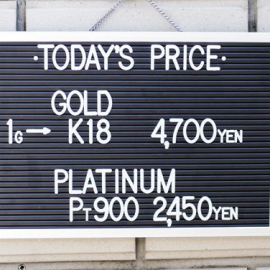 ·TODAY'S PRICE·
GOLD
1G→ K18 4,700YEN
PLATINUM
PT900 2,450YEN